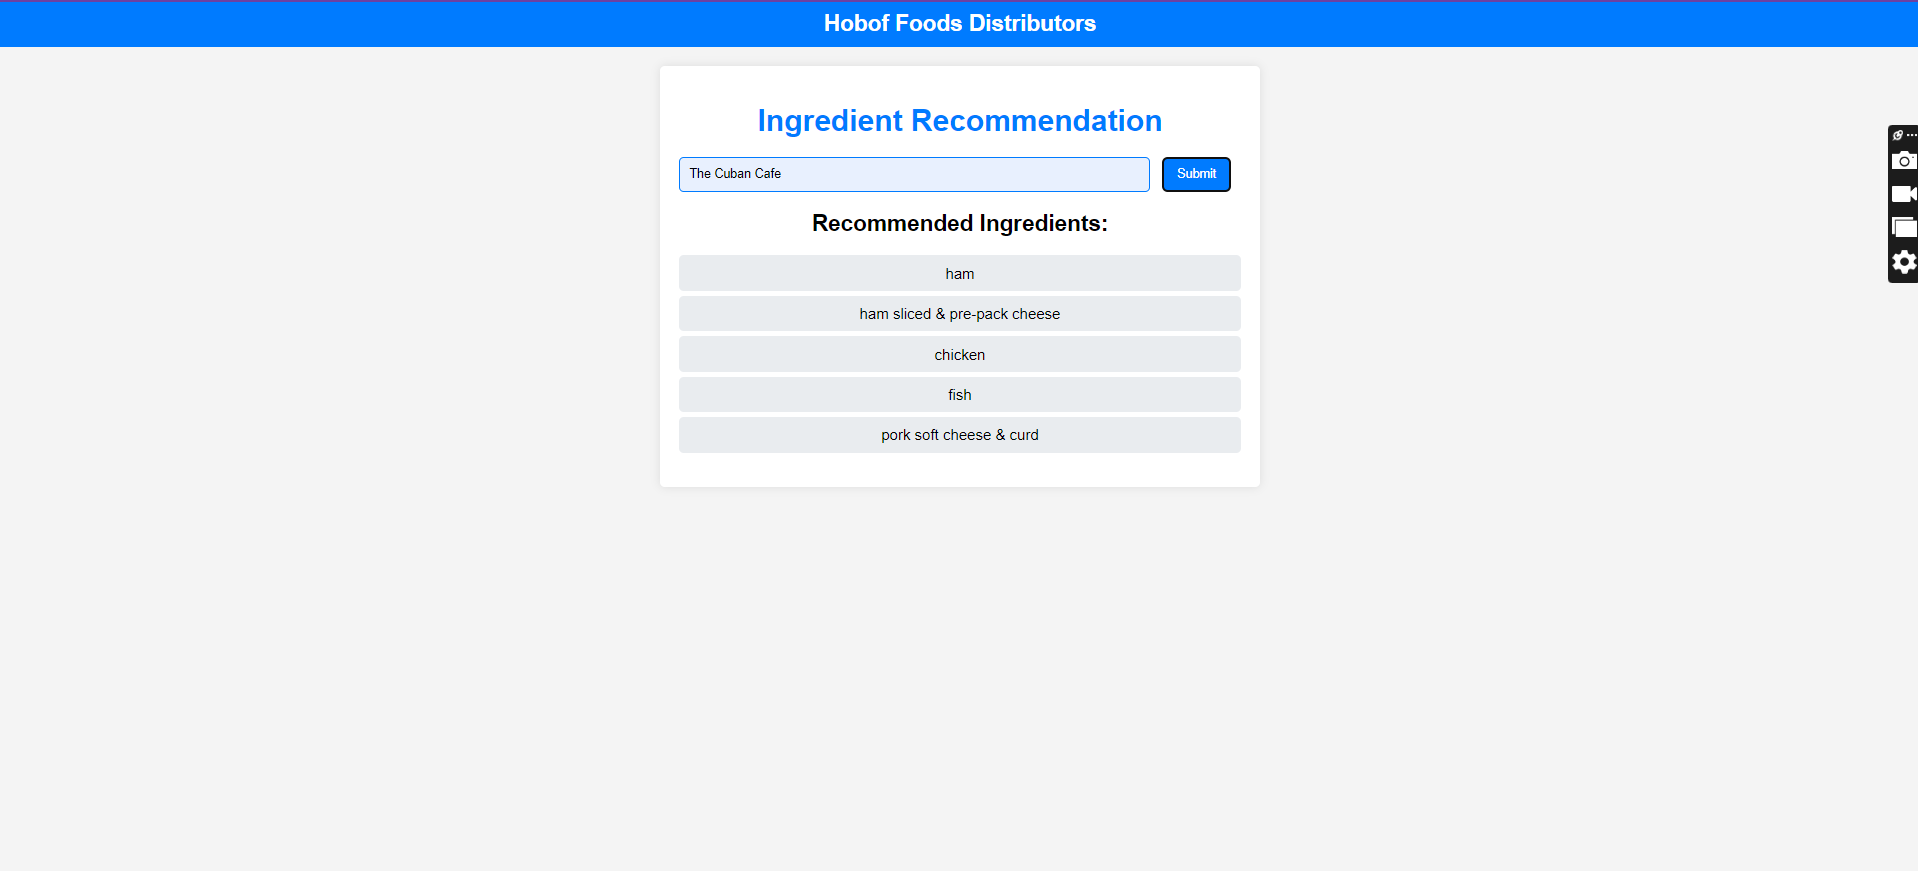 Hobof Foods Distributors
Ingredient Recommendation
The Cuban Cafe
Submit
Recommended Ingredients:
ham
ham sliced & pre-pack cheese
chicken
fish
pork soft cheese & curd